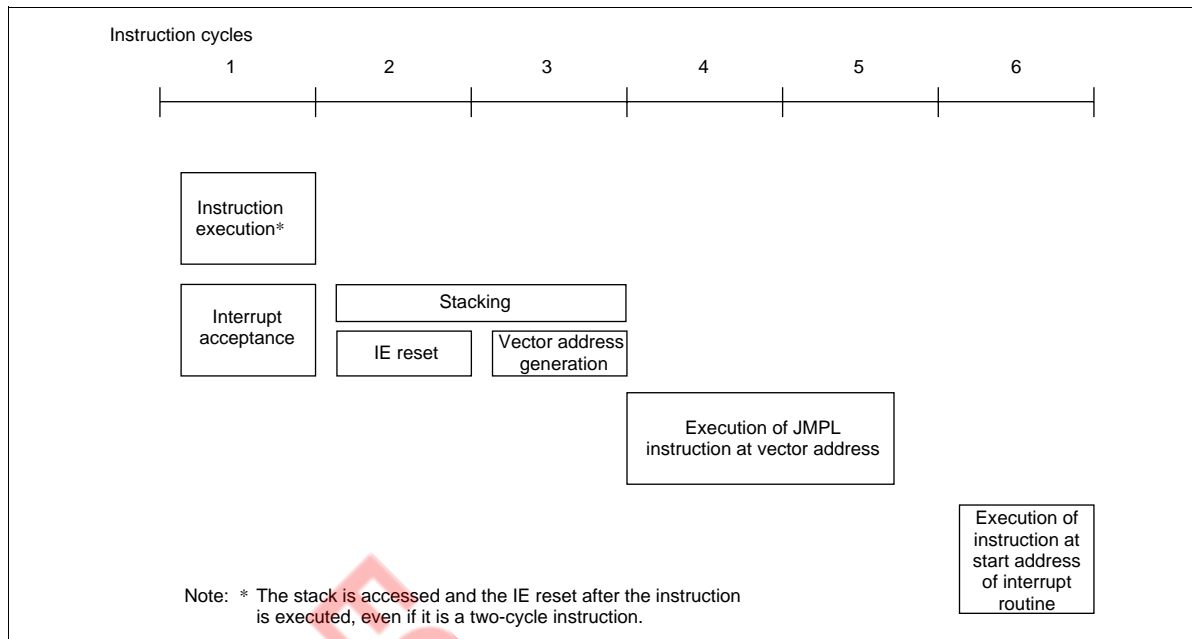 Instruction cycles
1 2 3 4 5 6
Instruction
execution*
Interrupt
acceptance
Stacking
IE reset
Vector address
generation
Execution of JMPL
instruction at vector address
Execution of
instruction at
start address
of interrupt
routine
Note: * The stack is accessed and the IE reset after the instruction
is executed, even if it is a two-cycle instruction.